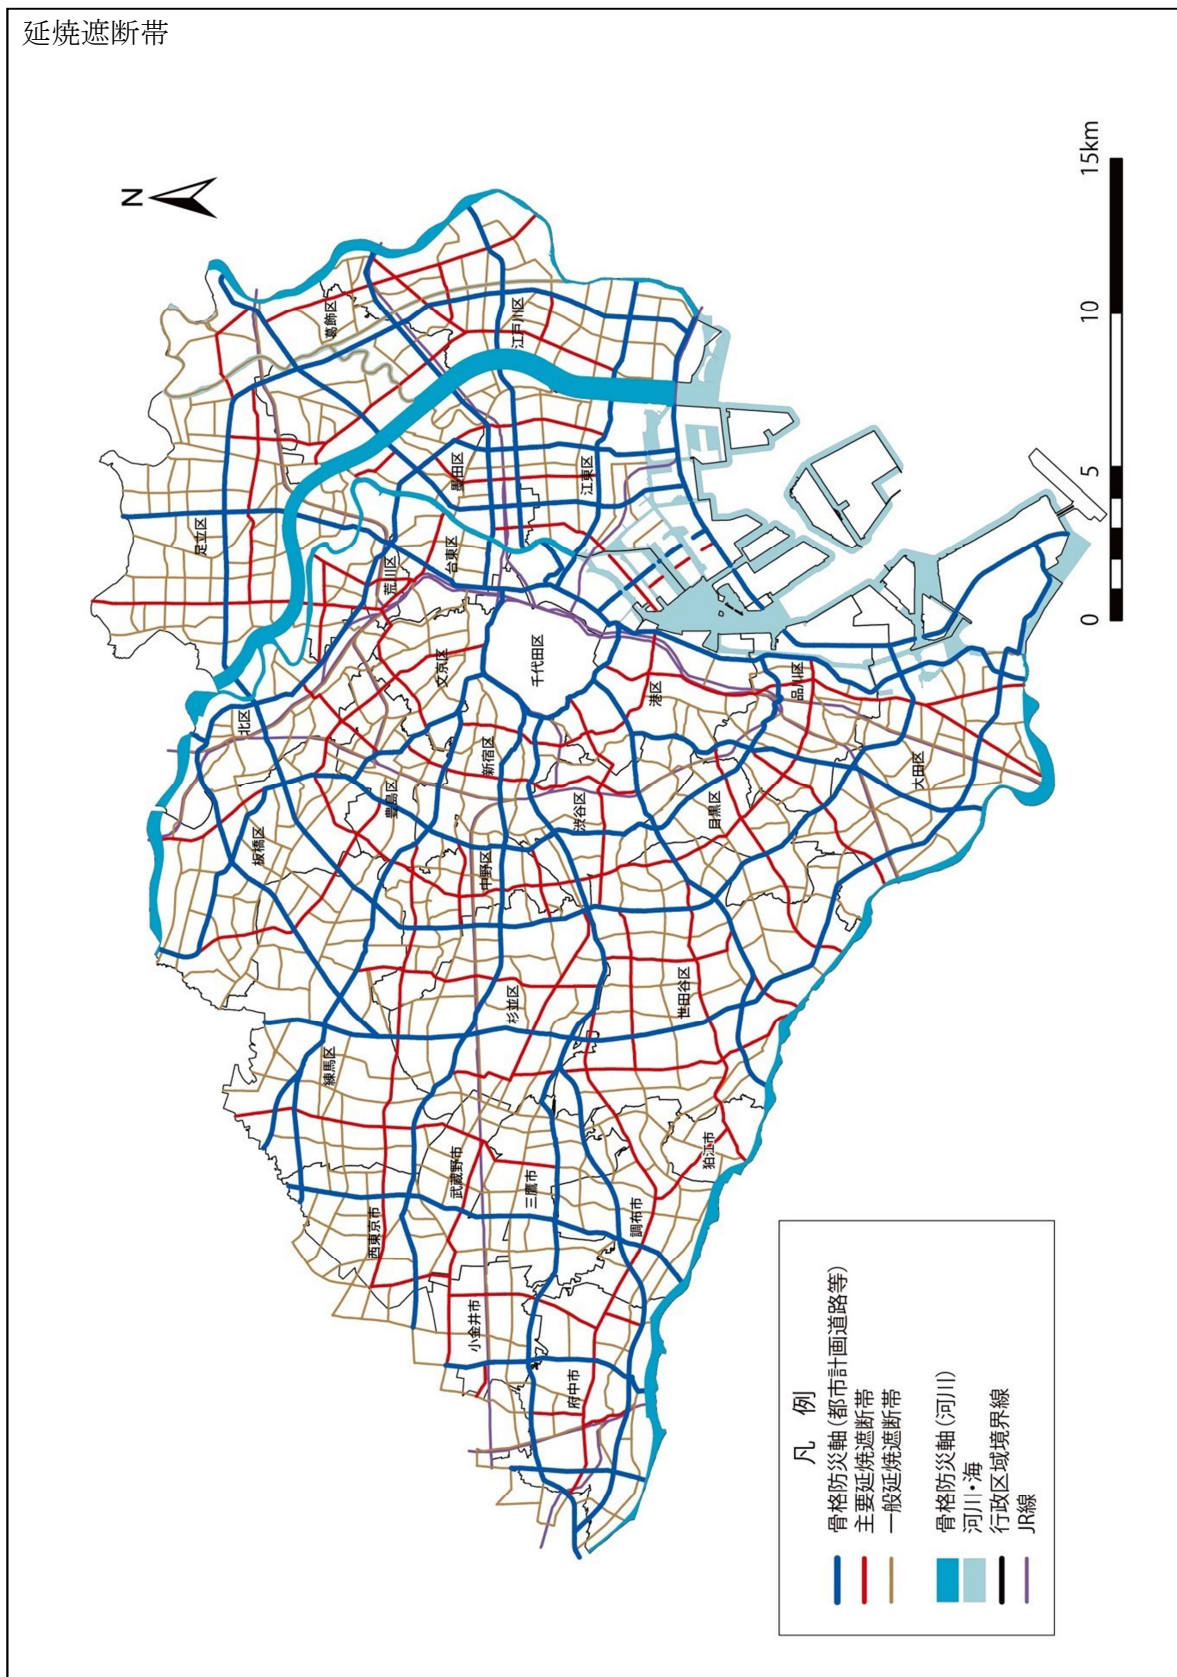 延焼遮断帯
N
足立区
葛飾区
江戸川区
墨田区
江東区
荒川区
台東区
北区
文京区
千代田区
板橋区
豊島区
新宿区
港区
品川区
渋谷区
中野区
目黒区
大田区
練馬区
杉並区
世田谷区
西東京市
武蔵野市
三鷹市
狛江市
調布市
小金井市
府中市
0 5 10 15km
凡 例
骨格防災軸(都市計画道路等)
主要延焼遮断帯
一般延焼遮断帯
骨格防災軸(河川)
河川・海
行政区域境界線
JR線